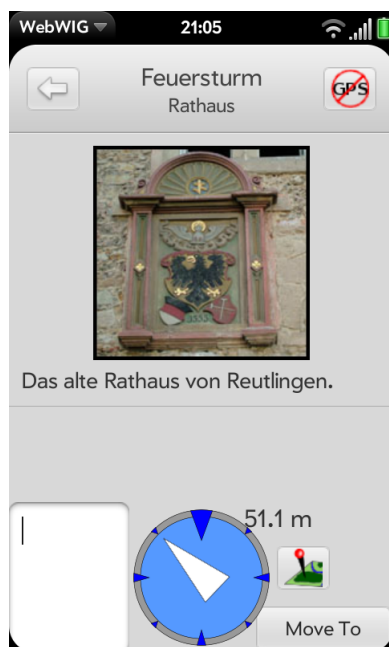 WebWIG
21:05
Feuersturm
Rathaus
GPS
Das alte Rathaus von Reutlingen.
51.1 m
Move To